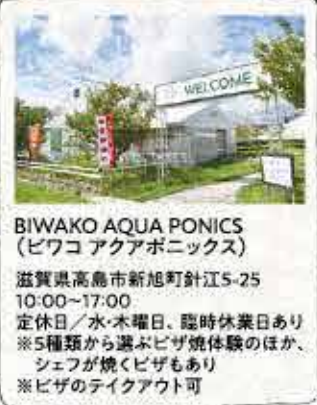 WELCOME
BIWAKO AQUA PONICS
(ビワコ アクアポニックス)
滋賀県高島市新旭町針江5-25
10:00~17:00
定休日/水・木曜日、臨時休業日あり
※5種類から選ぶピザ焼体験のほか、
シェフが焼くピザもあり
※ピザのテイクアウト可